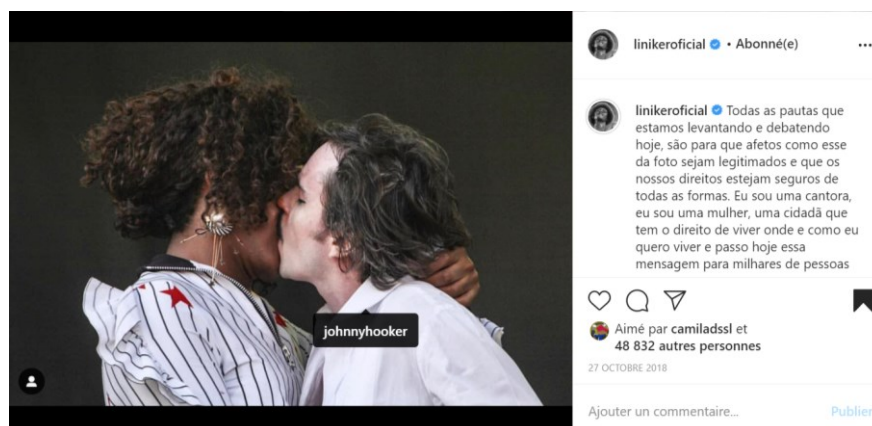 linikeroficial • Abonné(e)
linikeroficial Todas as pautas que
estamos levantando e debatendo
hoje, são para que afetos como esse
da foto sejam legitimados e que os
nossos direitos estejam seguros de
todas as formas. Eu sou uma cantora,
eu sou uma mulher, uma cidadã que
tem o direito de viver onde e como eu
quero viver e passo hoje essa
mensagem para milhares de pessoas
johnnyhooker
Aimé par camiladssl et
48 832 autres personnes
27 OCTOBRE 2018
Ajouter un commentaire...
Publier